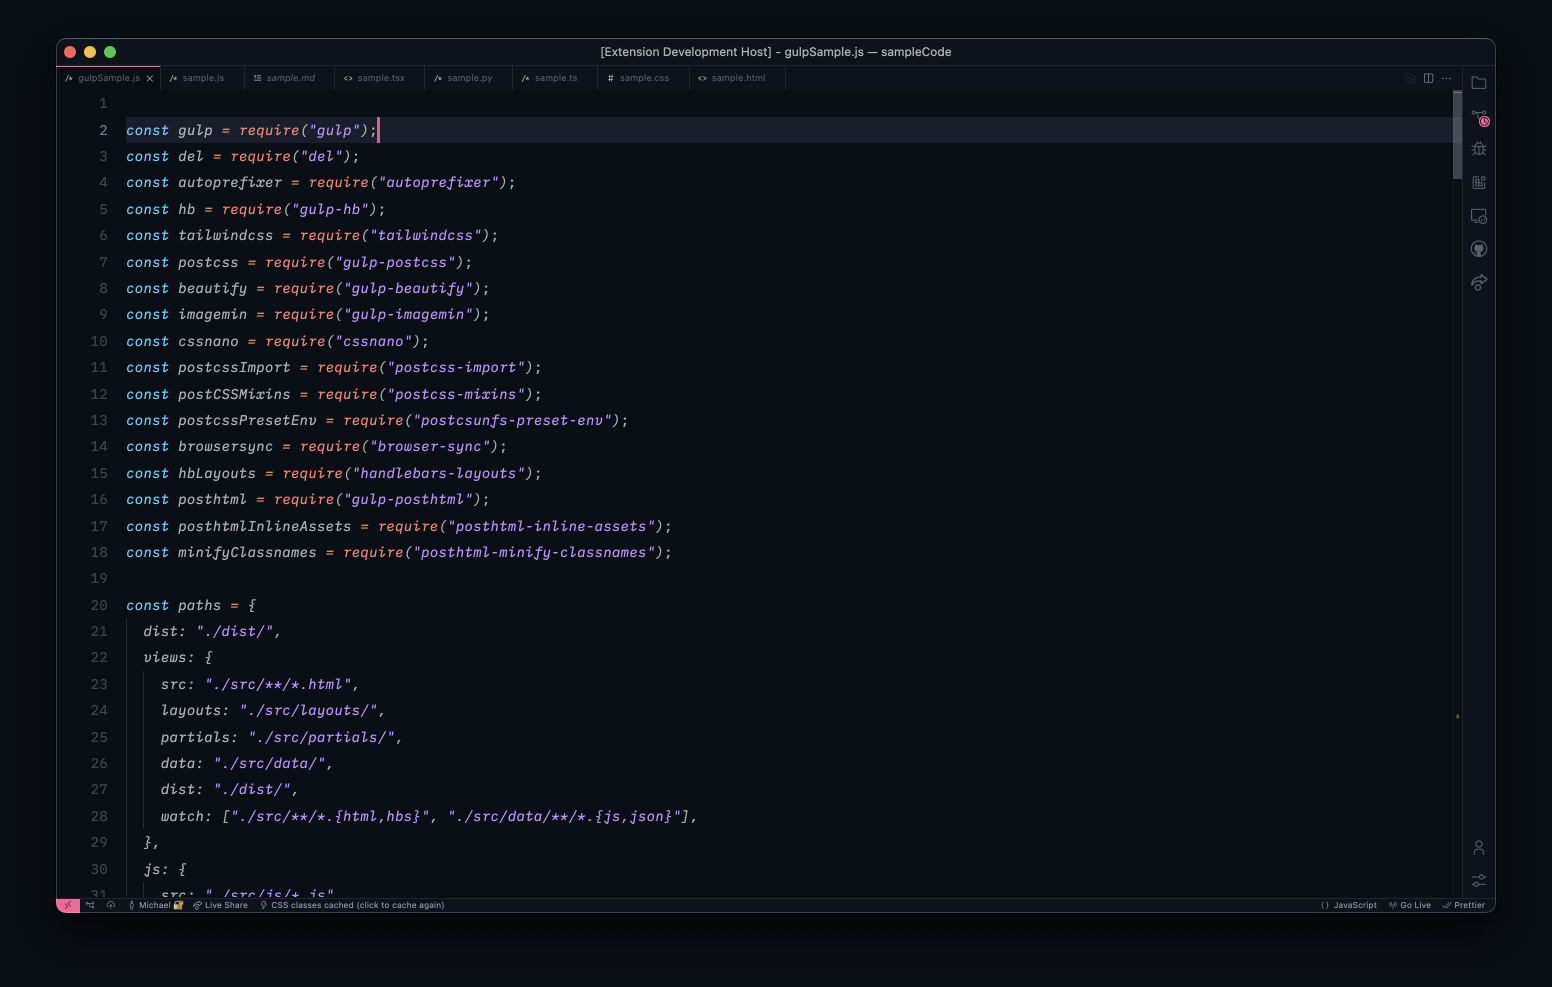 [Extension Development Host] - gulpSample.js — sampleCode
gulpSample.js sample.js sample.md sample.tsx sample.py sample.ts sample.css sample.html
1
2 const gulp = require("gulp");
3 const del = require("del");
4 const autoprefixer = require("autoprefixer");
5 const hb = require("gulp-hb");
6 const tailwindcss = require("tailwindcss");
7 const postcss = require("gulp-postcss");
8 const beautify = require("gulp-beautify");
9 const imagemin = require("gulp-imagemin");
10 const cssnano = require("cssnano");
11 const postcssImport = require("postcss-import");
12 const postCSSMixins = require("postcss-mixins");
13 const postcssPresetEnv = require("postcsunfs-preset-env");
14 const browsersync = require("browser-sync");
15 const hbLayouts = require("handlebars-layouts");
16 const posthtml = require("gulp-posthtml");
17 const posthtmlInlineAssets = require("posthtml-inline-assets");
18 const minifyClassnames = require("posthtml-minify-classnames");
19
20 const paths = {
21 dist: "./dist/",
22 views: {
23 src: "./src/**/*.html",
24 layouts: "./src/layouts/",
25 partials: "./src/partials/",
26 data: "./src/data/",
27 dist: "./dist/",
28 watch: ["./src/**/*.{html,hbs}", "./src/data/**/*.{js,json}"],
29 },
30 js: {
31 src: "./src/js/*.js",
Michael Live Share CSS classes cached (click to cache again) { } JavaScript Go Live Prettier